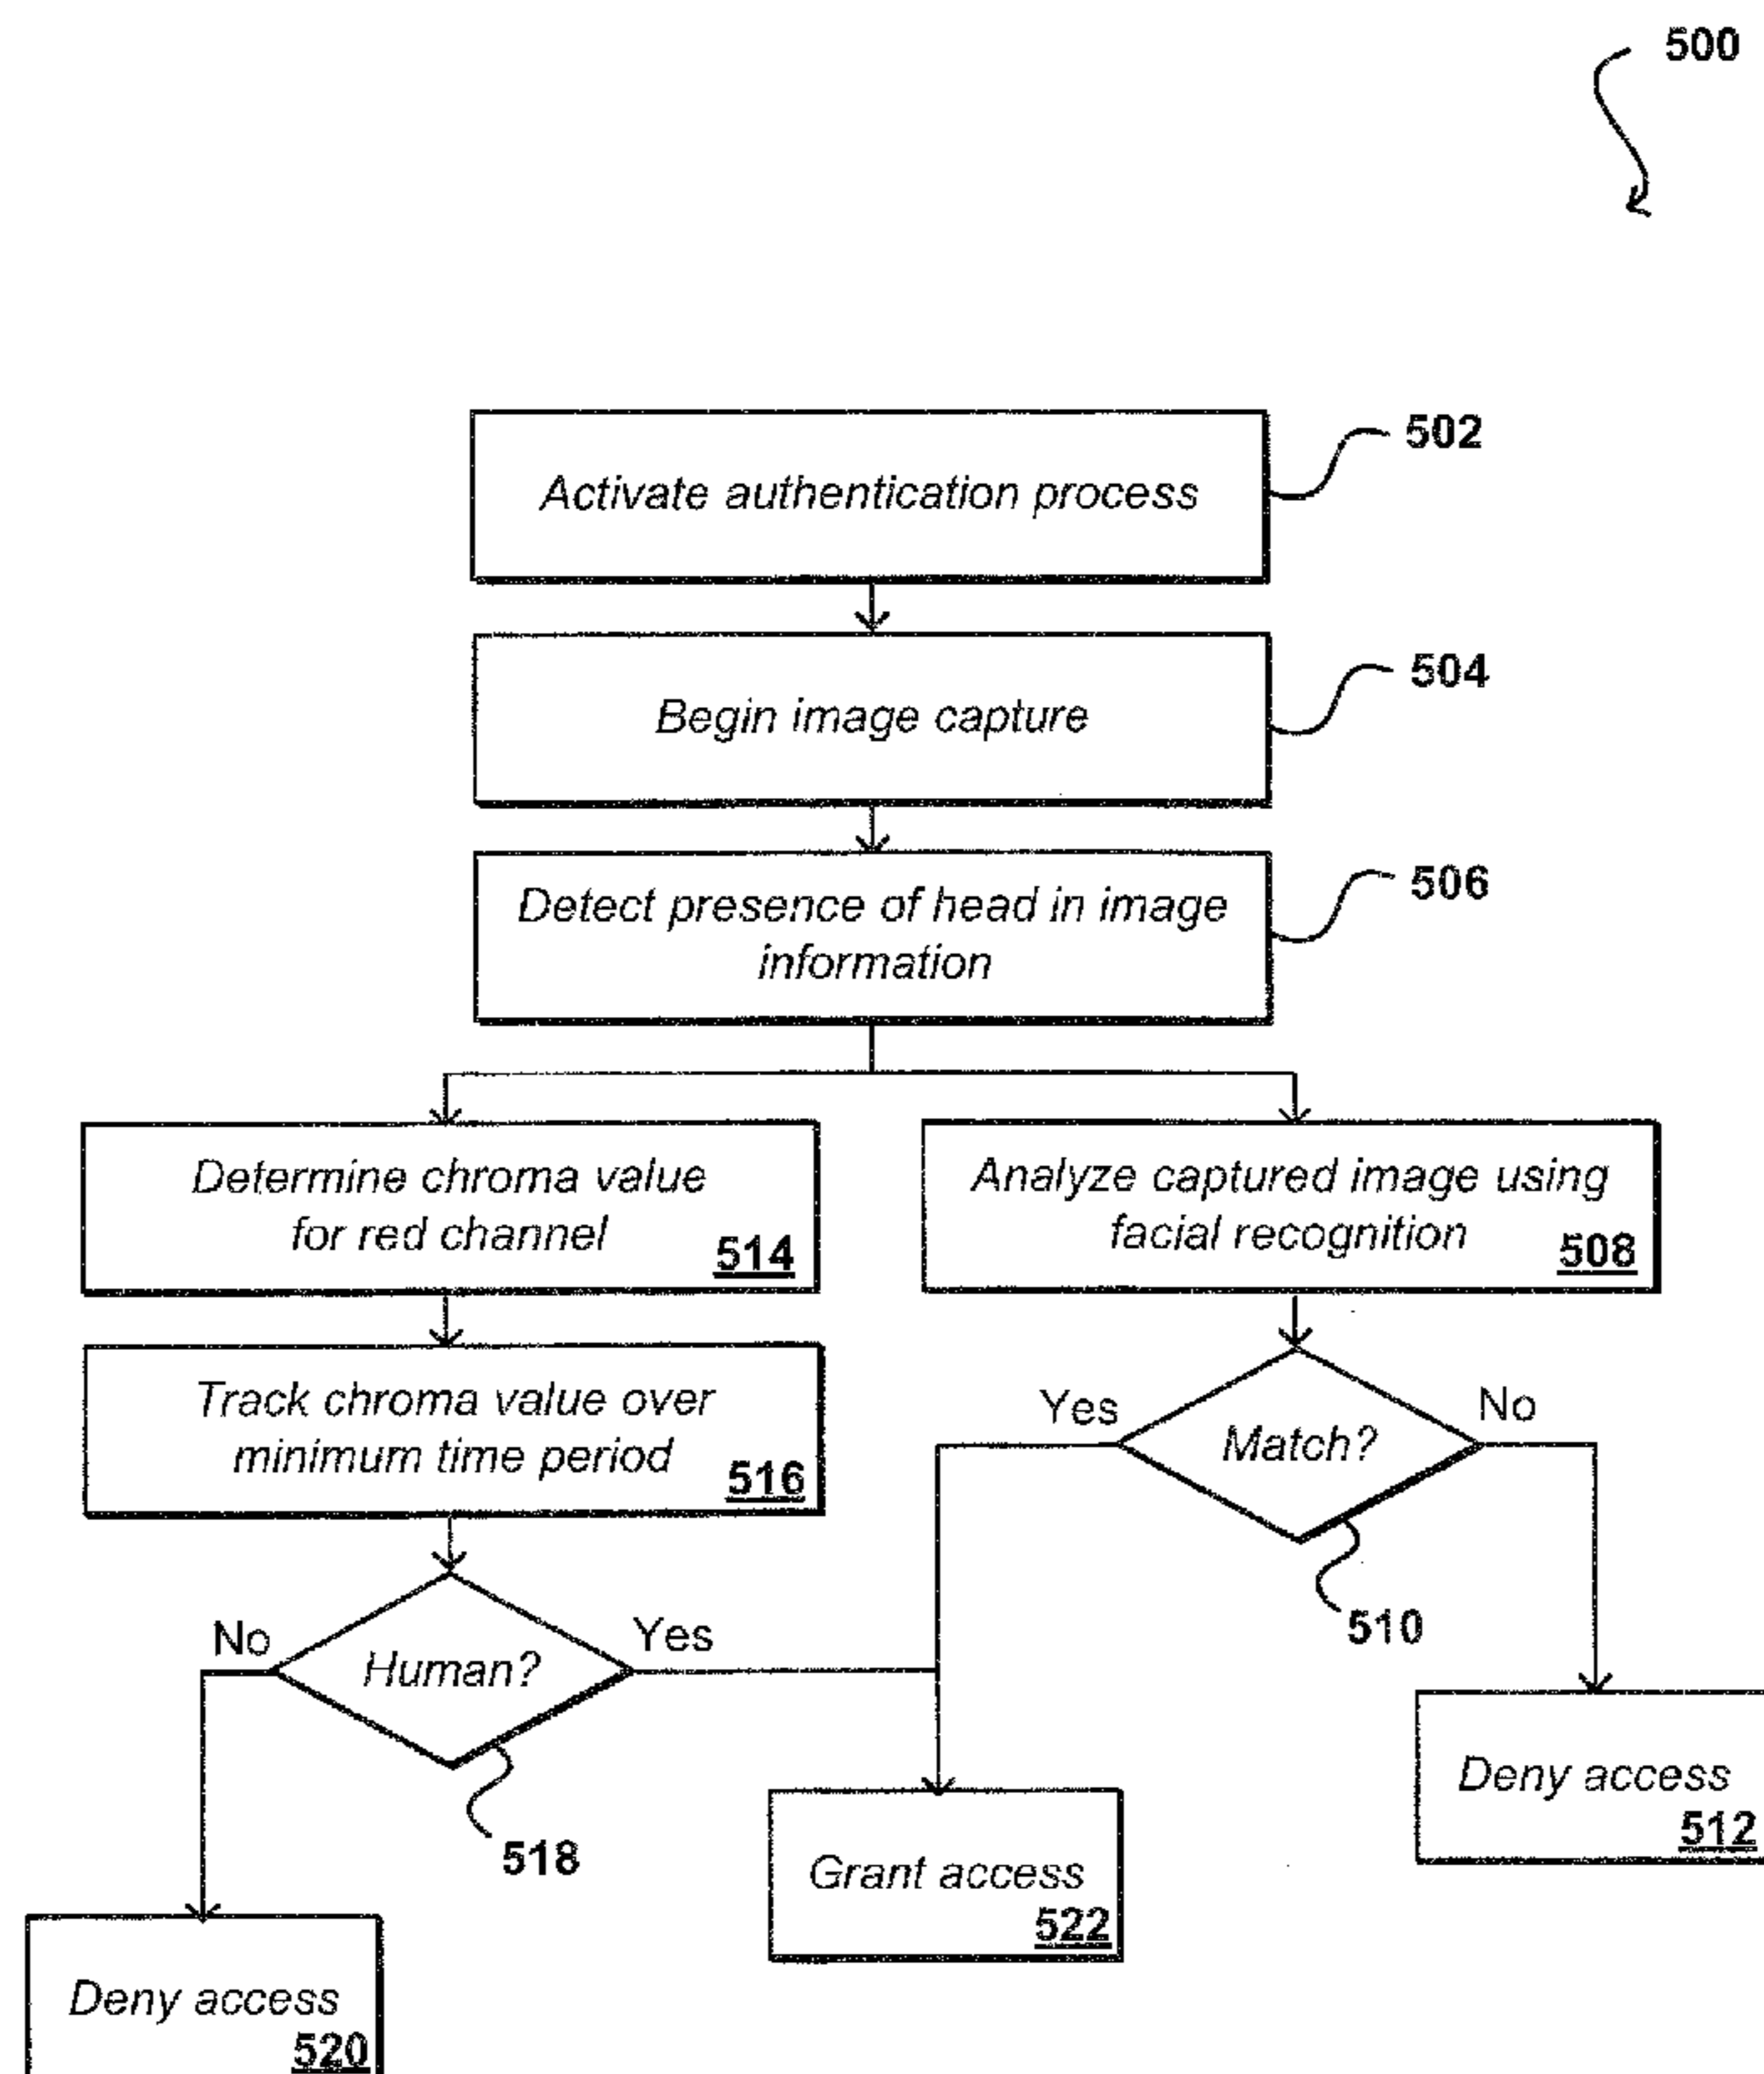 500
Activate authentication process
502
Begin image capture
504
Detect presence of head in image
information
506
Determine chroma value
for red channel
514
Analyze captured image using
facial recognition
508
Track chroma value over
minimum time period
516
Yes
Match?
No
510
No
Human?
Yes
518
Deny access
512
Grant access
522
Deny access
520